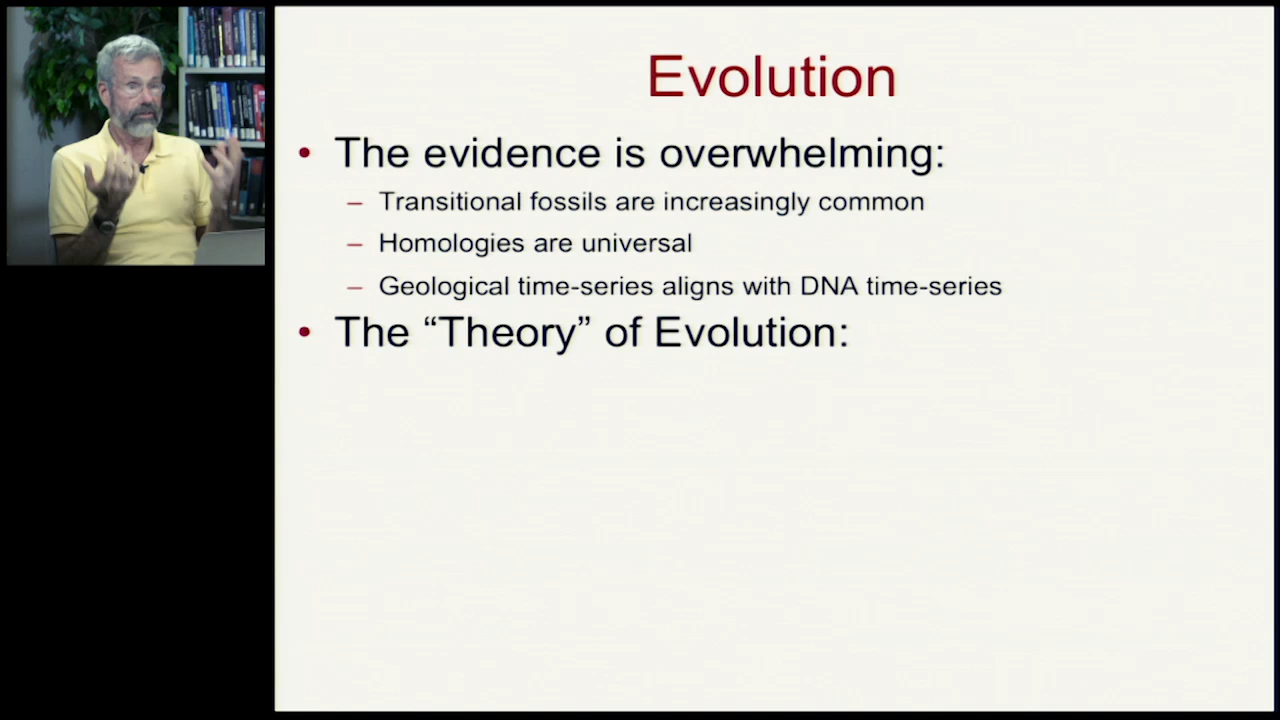 Evolution
• The evidence is overwhelming:
– Transitional fossils are increasingly common
– Homologies are universal
– Geological time-series aligns with DNA time-series
• The “Theory” of Evolution: